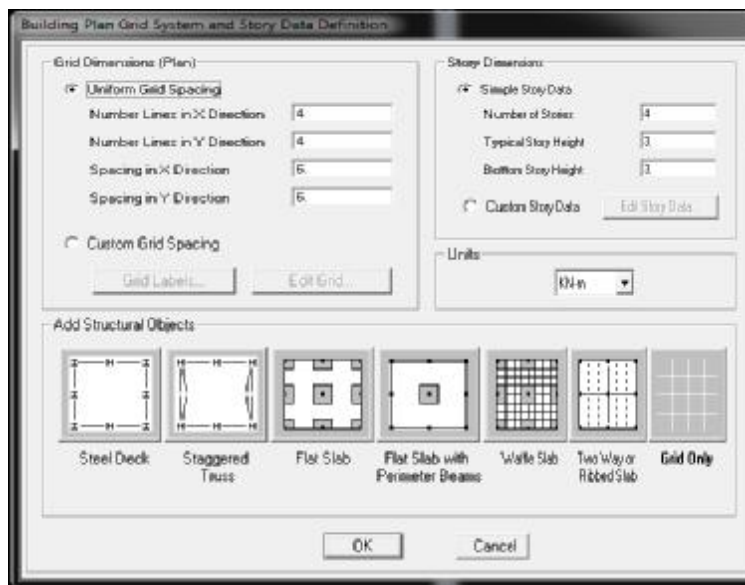 Building Plan Grid System and Story Data Definition
Grid Dimensions (Plan)
Uniform Grid Spacing
Number Lines in X Direction
4
Number Lines in Y Direction
4
Spacing in X Direction
6.
Spacing in Y Direction
6.
Custom Grid Spacing
Grid Labels...
Edit Grid...
Story Dimensions
Simple Story Data
Number of Stories
4
Typical Story Height
3.
Bottom Story Height
3.
Custom Story Data
Edit Story Data...
Units
KN-m
Add Structural Objects
Steel Deck
Staggered
Truss
Flat Slab
Flat Slab with
Perimeter Beams
Waffle Slab
Two Way or
Ribbed Slab
Grid Only
OK
Cancel